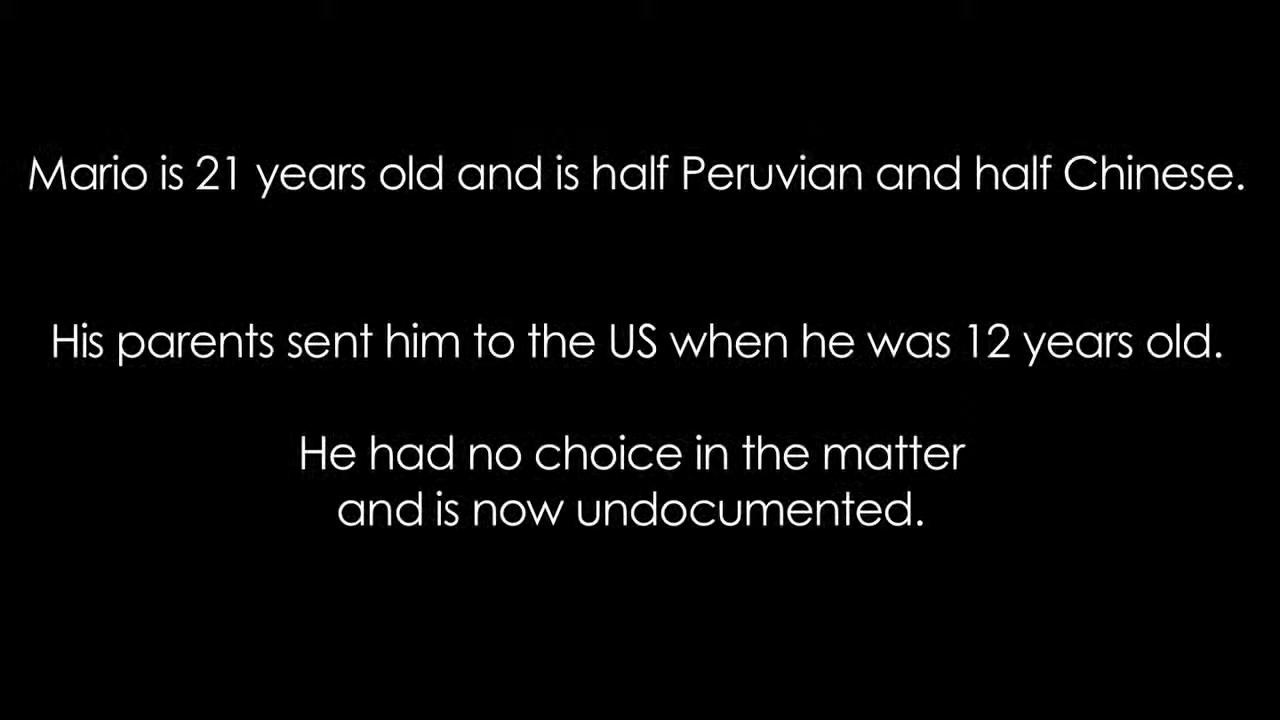 Mario is 21 years old and is half Peruvian and half Chinese.
His parents sent him to the US when he was 12 years old.
He had no choice in the matter
and is now undocumented.